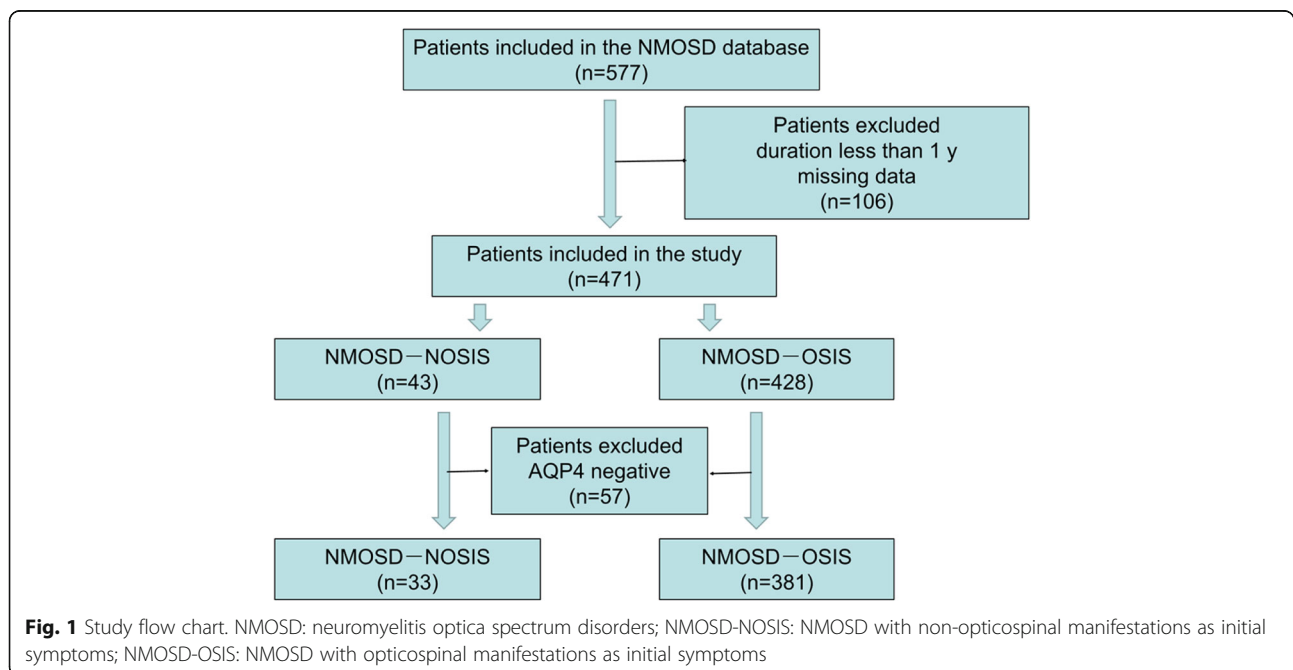 Patients included in the NMOSD database
(n=577)
Patients excluded
duration less than 1 y
missing data
(n=106)
Patients included in the study
(n=471)
NMOSD－NOSIS
(n=43)
NMOSD－OSIS
(n=428)
Patients excluded
AQP4 negative
(n=57)
NMOSD－NOSIS
(n=33)
NMOSD－OSIS
(n=381)
Fig. 1 Study flow chart. NMOSD: neuromyelitis optica spectrum disorders; NMOSD-NOSIS: NMOSD with non-opticospinal manifestations as initial
symptoms; NMOSD-OSIS: NMOSD with opticospinal manifestations as initial symptoms